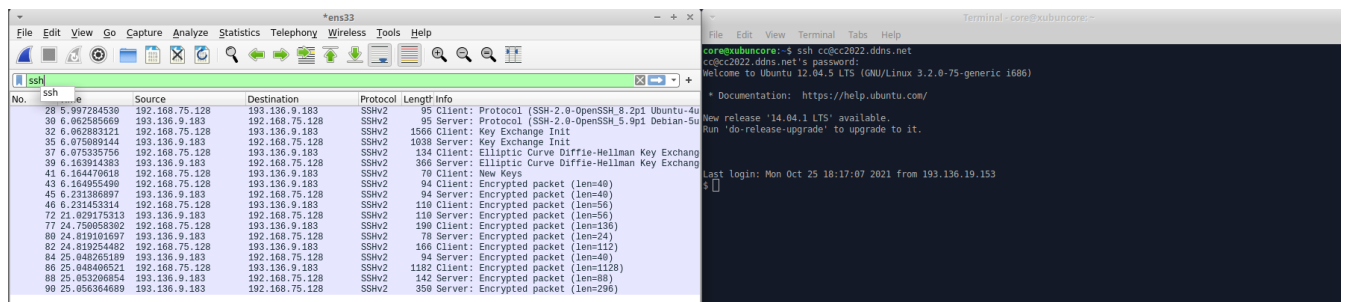 *ens33
File Edit View Go Capture Analyze Statistics Telephony Wireless Tools Help
ssh
ssh
No. Source Destination Protocol Length Info
28 5.997284530 192.168.75.128 193.136.9.183 SSHv2 95 Client: Protocol (SSH-2.0-OpenSSH_8.2p1 Ubuntu-4u
30 6.062585669 193.136.9.183 192.168.75.128 SSHv2 95 Server: Protocol (SSH-2.0-OpenSSH_5.9p1 Debian-5u
32 6.062883121 192.168.75.128 193.136.9.183 SSHv2 1566 Client: Key Exchange Init
35 6.075089144 193.136.9.183 192.168.75.128 SSHv2 1038 Server: Key Exchange Init
37 6.075335756 192.168.75.128 193.136.9.183 SSHv2 134 Client: Elliptic Curve Diffie-Hellman Key Exchang
39 6.163914383 193.136.9.183 192.168.75.128 SSHv2 366 Server: Elliptic Curve Diffie-Hellman Key Exchang
41 6.164470618 192.168.75.128 193.136.9.183 SSHv2 70 Client: New Keys
43 6.164955490 192.168.75.128 193.136.9.183 SSHv2 94 Client: Encrypted packet (len=40)
45 6.231386897 193.136.9.183 192.168.75.128 SSHv2 94 Server: Encrypted packet (len=40)
46 6.231453314 192.168.75.128 193.136.9.183 SSHv2 110 Client: Encrypted packet (len=56)
72 21.029175313 193.136.9.183 192.168.75.128 SSHv2 110 Server: Encrypted packet (len=56)
77 24.750058302 192.168.75.128 193.136.9.183 SSHv2 190 Client: Encrypted packet (len=136)
80 24.819101697 193.136.9.183 192.168.75.128 SSHv2 78 Server: Encrypted packet (len=24)
82 24.819254482 192.168.75.128 193.136.9.183 SSHv2 166 Client: Encrypted packet (len=112)
84 25.048265189 193.136.9.183 192.168.75.128 SSHv2 94 Server: Encrypted packet (len=40)
86 25.048406521 192.168.75.128 193.136.9.183 SSHv2 1182 Client: Encrypted packet (len=1128)
88 25.053206854 193.136.9.183 192.168.75.128 SSHv2 142 Server: Encrypted packet (len=88)
90 25.056364689 193.136.9.183 192.168.75.128 SSHv2 350 Server: Encrypted packet (len=296)
Terminal - core@xubuncore: ~
File Edit View Terminal Tabs Help
core@xubuncore:~$ ssh cc@cc2022.ddns.net
cc@cc2022.ddns.net's password:
Welcome to Ubuntu 12.04.5 LTS (GNU/Linux 3.2.0-75-generic i686)
* Documentation: https://help.ubuntu.com/
New release '14.04.1 LTS' available.
Run 'do-release-upgrade' to upgrade to it.
Last login: Mon Oct 25 18:17:07 2021 from 193.136.19.153
$